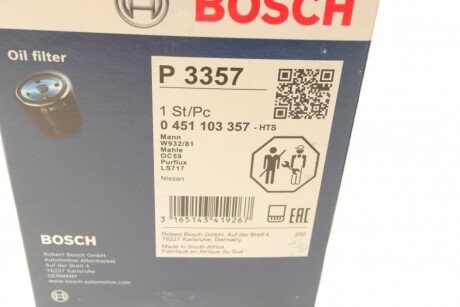 BOSCH
Oil filter
P 3357
1 St/Pc
0 451 103 357 - HTS
Mann
W932/81
Mahle
OC59
Purflux
LS717
Nissan
3 165143 419267
EAC
Robert Bosch GmbH, Auf der Breit 4,
76227 Karlsruhe, Germany
250
Made in South Africa
Fabriqué en Afrique du Sud
BOSCH
Robert Bosch GmbH
Automotive Aftermarket
Auf der Breit 4
76227 Karlsruhe
Germany
www.bosch-automotive.com